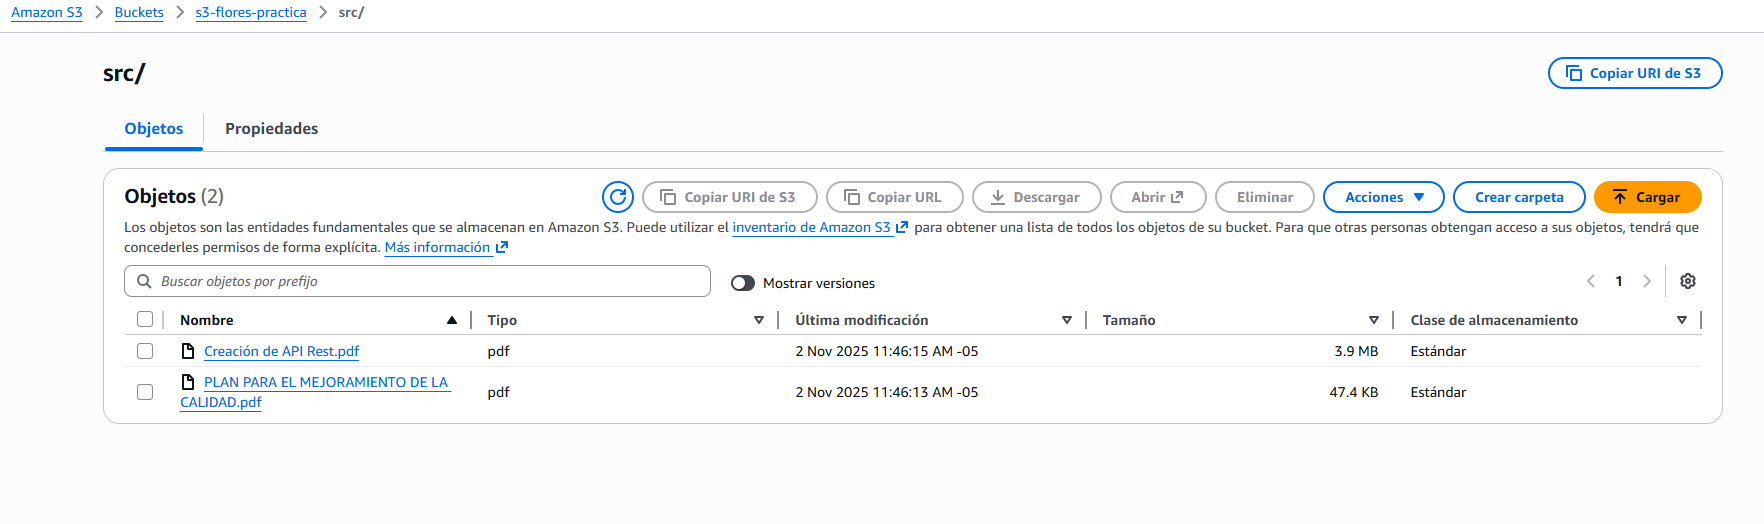 Amazon S3 > Buckets > s3-flores-practica > src/
src/
Copiar URI de S3
Objetos
Propiedades
Objetos (2)
Copiar URI de S3
Copiar URL
Descargar
Abrir
Eliminar
Acciones
Crear carpeta
Cargar
Los objetos son las entidades fundamentales que se almacenan en Amazon S3. Puede utilizar el inventario de Amazon S3 para obtener una lista de todos los objetos de su bucket. Para que otras personas obtengan acceso a sus objetos, tendrá que
concederles permisos de forma explícita. Más información
Buscar objetos por prefijo
Mostrar versiones
1
Nombre
Tipo
Última modificación
Tamaño
Clase de almacenamiento
Creación de API Rest.pdf
pdf
2 Nov 2025 11:46:15 AM -05
3.9 MB
Estándar
PLAN PARA EL MEJORAMIENTO DE LA
CALIDAD.pdf
pdf
2 Nov 2025 11:46:13 AM -05
47.4 KB
Estándar